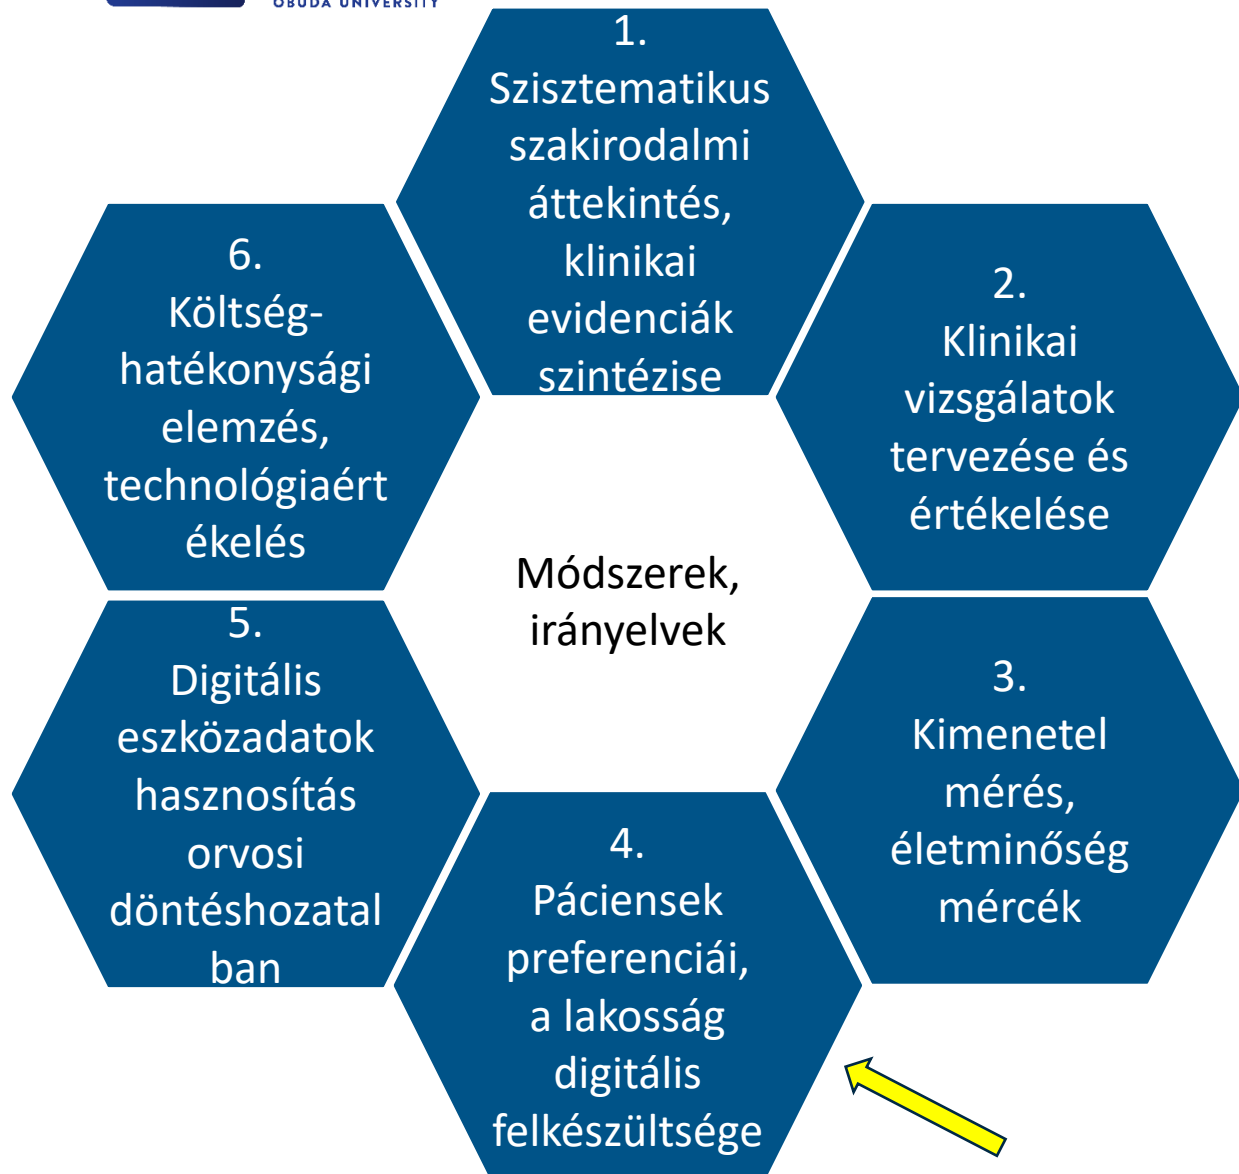 ÓBUDA UNIVERSITY
1.
Szisztematikus
szakirodalmi
áttekintés,
klinikai
evidenciák
szintézise
2.
Klinikai
vizsgálatok
tervezése és
értékelése
3.
Kimenetel
mérés,
életminőség
mércék
4.
Páciensek
preferenciái,
a lakosság
digitális
felkészültsége
5.
Digitális
eszközadatok
hasznosítás
orvosi
döntéshozatal
ban
6.
Költség-
hatékonysági
elemzés,
technológiaért
ékelés
Módszerek,
irányelvek